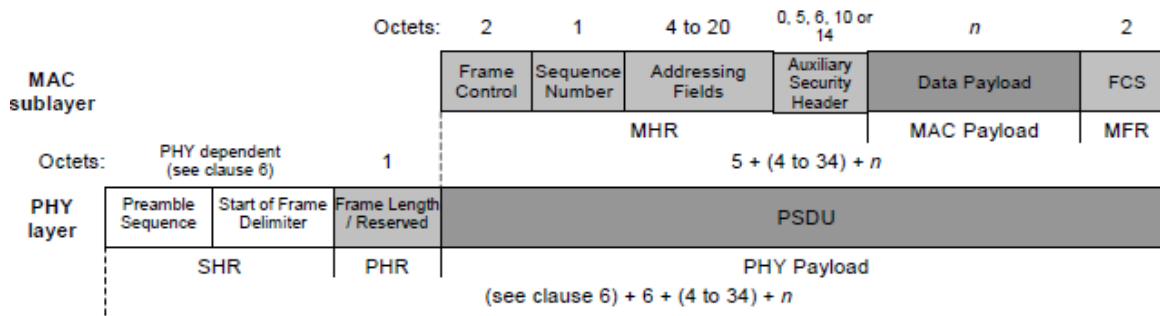 Octets: 2 1 4 to 20 0, 5, 6, 10 or 14 n 2
MAC sublayer
Frame Control
Sequence Number
Addressing Fields
Auxiliary Security Header
Data Payload
FCS
MHR MAC Payload MFR
Octets: PHY dependent (see clause 6) 1 5 + (4 to 34) + n
PHY layer
Preamble Sequence
Start of Frame Delimiter
Frame Length / Reserved
PSDU
SHR PHR PHY Payload
(see clause 6) + 6 + (4 to 34) + n